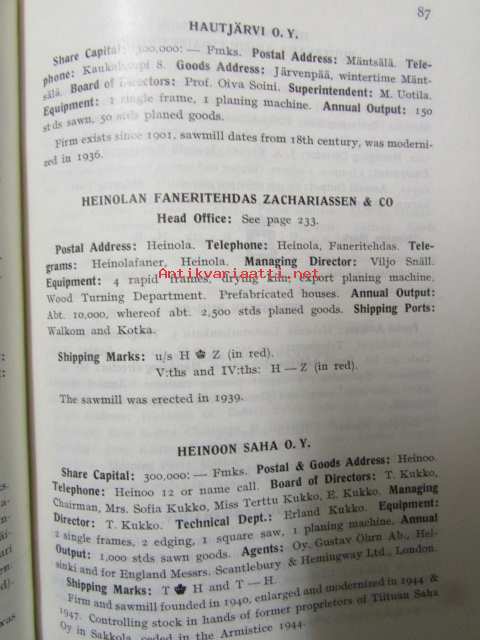 87
HAUTJÄRVI O. Y.
Share Capital: 300,000: — Fmks. Postal Address: Mäntsälä. Tele-
phone: Kaukalampi 8. Goods Address: Järvenpää, wintertime Mänt-
sälä. Board of Directors: Prof. Oiva Soini. Superintendent: M. Uotila.
Equipment: 1 single frame, 1 planing machine. Annual Output: 150
stds sawn, 50 stds planed goods.
Firm exists since 1901, sawmill dates from 18th century, was moderni-
zed in 1936.
HEINOLAN FANERITEHDAS ZACHARIASSEN & CO
Head Office: See page 233.
Postal Address: Heinola. Telephone: Heinola, Faneritehdas. Tele-
grams: Heinolafaner, Heinola. Managing Director: Viljo Snäll.
Antikvariaatti.net
Equipment: 4 rapid frames, drying kiln, export planing machine,
Wood Turning Department. Prefabricated houses. Annual Output:
Abt. 10,000, whereof abt. 2,500 stds planed goods. Shipping Ports:
Walkom and Kotka.
Shipping Marks: u/s H ♚ Z (in red).
V:ths and IV:ths: H — Z (in red).
The sawmill was erected in 1939.
HEINOON SAHA O. Y.
Share Capital: 300,000: — Fmks. Postal & Goods Address: Heinoo.
Telephone: Heinoo 12 or name call. Board of Directors: T. Kukko,
Chairman, Mrs. Sofia Kukko, Miss Terttu Kukko, E. Kukko. Managing
Director: T. Kukko. Technical Dept.: Erland Kukko. Equipment:
2 single frames, 2 edging, 1 square saw, 1 planing machine. Annual
Output: 1,000 stds sawn goods. Agents: Oy. Gustav Öhrn Ab., Hel-
sinki and for England Messrs. Scantlebury & Hemingway Ltd., London.
Shipping Marks: T ♚ H and T — H.
Firm and sawmill founded in 1940, enlarged and modernized in 1944 &
1947. Controlling stock in hands of former proprietors of Tiituan Saha
Oy in Sakkola, ceded in the Armistice 1944.